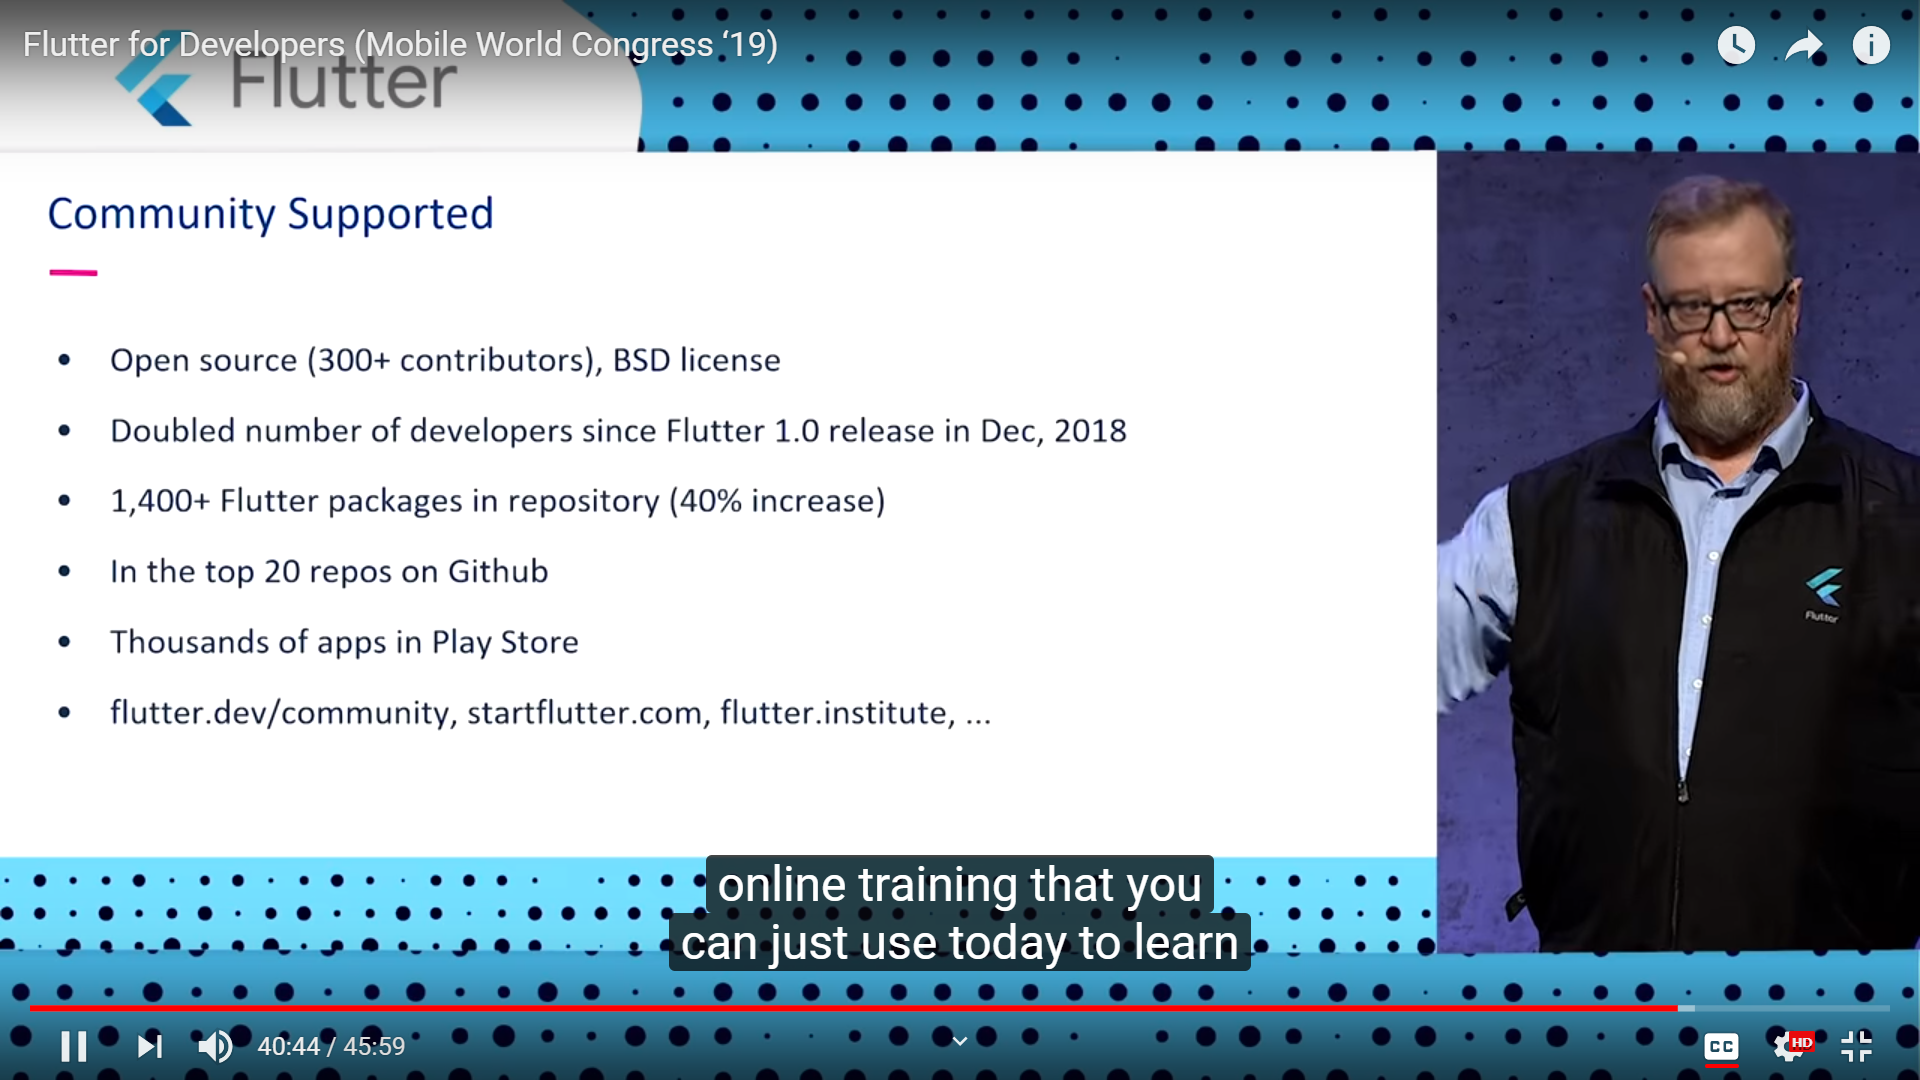 Flutter for Developers (Mobile World Congress ‘19)
Flutter
Community Supported
• Open source (300+ contributors), BSD license
• Doubled number of developers since Flutter 1.0 release in Dec, 2018
• 1,400+ Flutter packages in repository (40% increase)
• In the top 20 repos on Github
• Thousands of apps in Play Store
• flutter.dev/community, startflutter.com, flutter.institute, ...
Flutter
online training that you
can just use today to learn
40:44 / 45:59
CC
HD